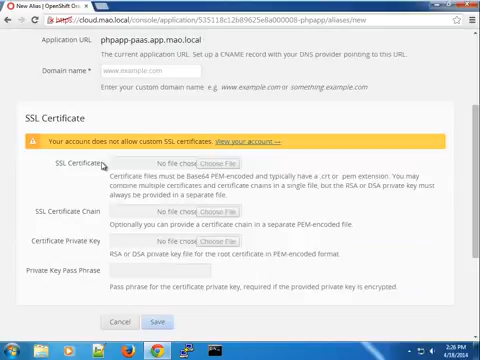 New Alias | OpenShift Or
https://cloud.mao.local/console/application/535118c12b89625e8a000008-phpapp/aliases/new
Application URL phpapp-paas.app.mao.local
The current application URL. Set up a CNAME record with your DNS provider pointing to this URL.
Domain name * www.example.com
Enter your custom domain name. e.g. www.example.com or something.example.com
SSL Certificate
Your account does not allow custom SSL certificates. View your account
SSL Certificate No file chose Choose File
Certificate files must be Base64 PEM-encoded and typically have a .crt or .pem extension. You may
combine multiple certificates and certificate chains in a single file, but the RSA or DSA private key must
always be provided in a separate file.
SSL Certificate Chain No file chose Choose File
Optionally you can provide a certificate chain in a separate PEM-encoded file.
Certificate Private Key No file chose Choose File
RSA or DSA private key file for the root certificate in PEM-encoded format.
Private Key Pass Phrase
Pass phrase for the certificate private key, required if the provided private key is encrypted.
Cancel Save
2:26 PM
4/18/2014